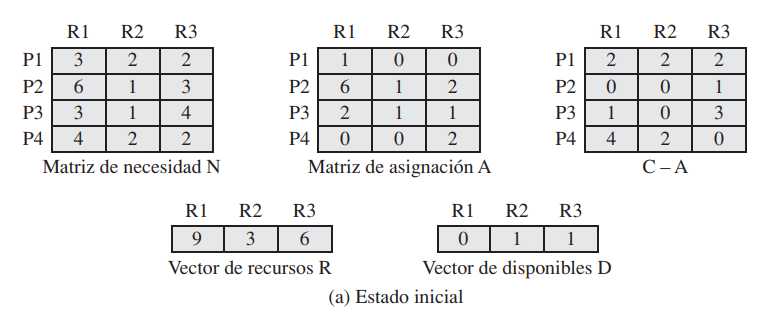 R1 R2 R3 R1 R2 R3 R1 R2 R3
P1 3 2 2 P1 1 0 0 P1 2 2 2
P2 6 1 3 P2 6 1 2 P2 0 0 1
P3 3 1 4 P3 2 1 1 P3 1 0 3
P4 4 2 2 P4 0 0 2 P4 4 2 0
Matriz de necesidad N Matriz de asignación A C – A
R1 R2 R3 R1 R2 R3
9 3 6 0 1 1
Vector de recursos R Vector de disponibles D
(a) Estado inicial